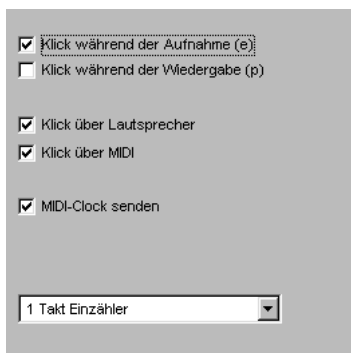 Klick während der Aufnahme (e)
Klick während der Wiedergabe (p)
Klick über Lautsprecher
Klick über MIDI
MIDI-Clock senden
1 Takt Einzähler